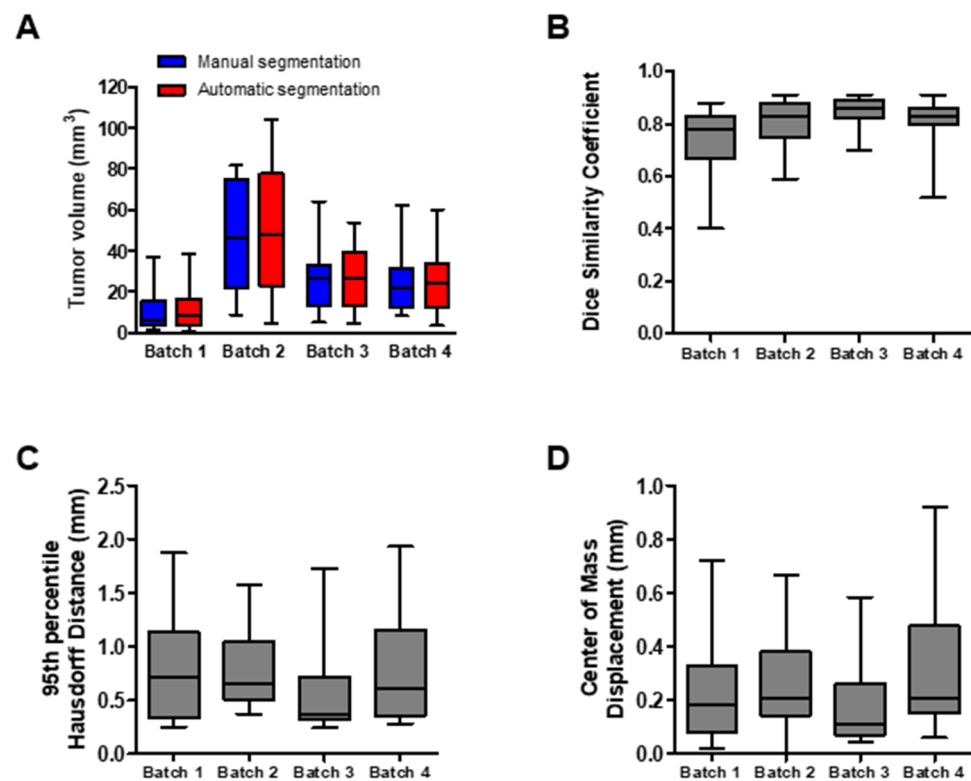 A
Manual segmentation
Automatic segmentation
Tumor volume (mm³)
120
100
80
60
40
20
0
Batch 1 Batch 2 Batch 3 Batch 4
B
Dice Similarity Coefficient
1.0
0.8
0.6
0.4
0.2
0.0
Batch 1 Batch 2 Batch 3 Batch 4
C
95th percentile
Hausdorff Distance (mm)
2.5
2.0
1.5
1.0
0.5
0.0
Batch 1 Batch 2 Batch 3 Batch 4
D
Center of Mass
Displacement (mm)
1.0
0.8
0.6
0.4
0.2
0.0
Batch 1 Batch 2 Batch 3 Batch 4